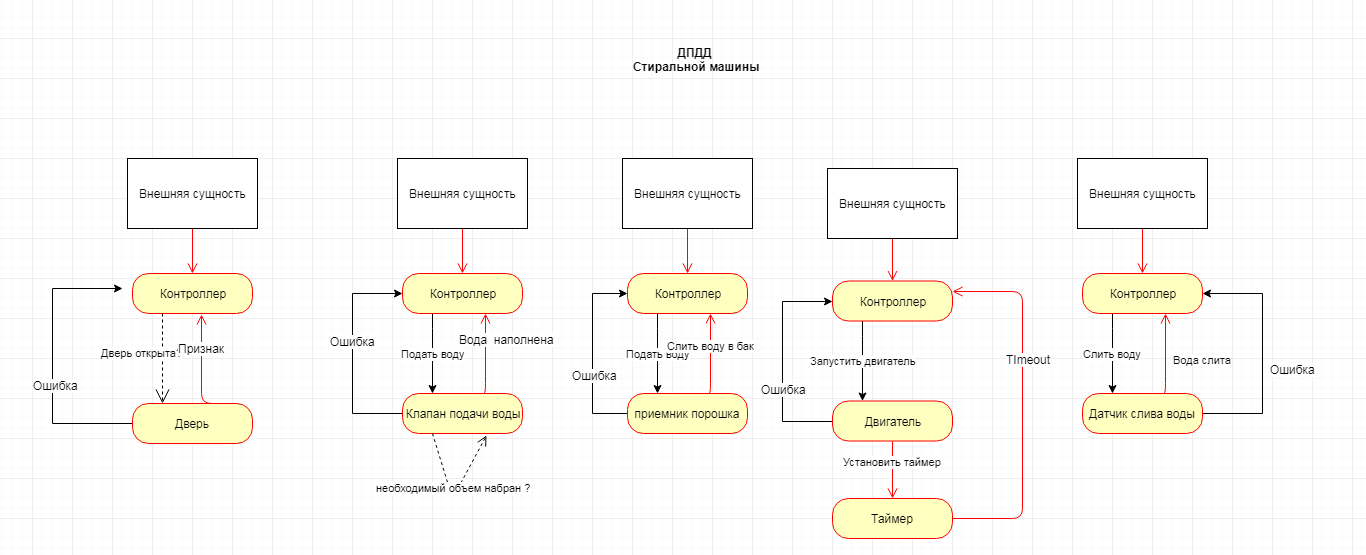 ДПДД
Стиральной машины
Внешняя сущность
Внешняя сущность
Внешняя сущность
Внешняя сущность
Внешняя сущность
Контроллер
Контроллер
Контроллер
Контроллер
Контроллер
Дверь открыта?
Признак
Ошибка
Дверь
Ошибка
Подать воду
Вода наполнена
Клапан подачи воды
необходимый объем набран ?
Ошибка
Подать воду
Слить воду в бак
приемник порошка
Ошибка
Запустить двигатель
TImeout
Двигатель
Установить таймер
Таймер
Слить воду
Вода слита
Ошибка
Датчик слива воды